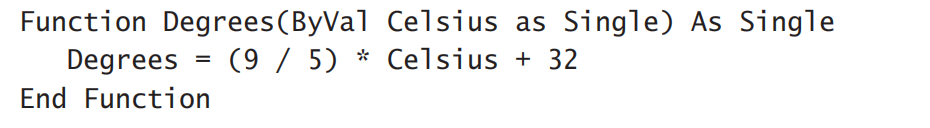 Function Degrees(ByVal Celsius as Single) As Single
   Degrees = (9 / 5) * Celsius + 32
End Function